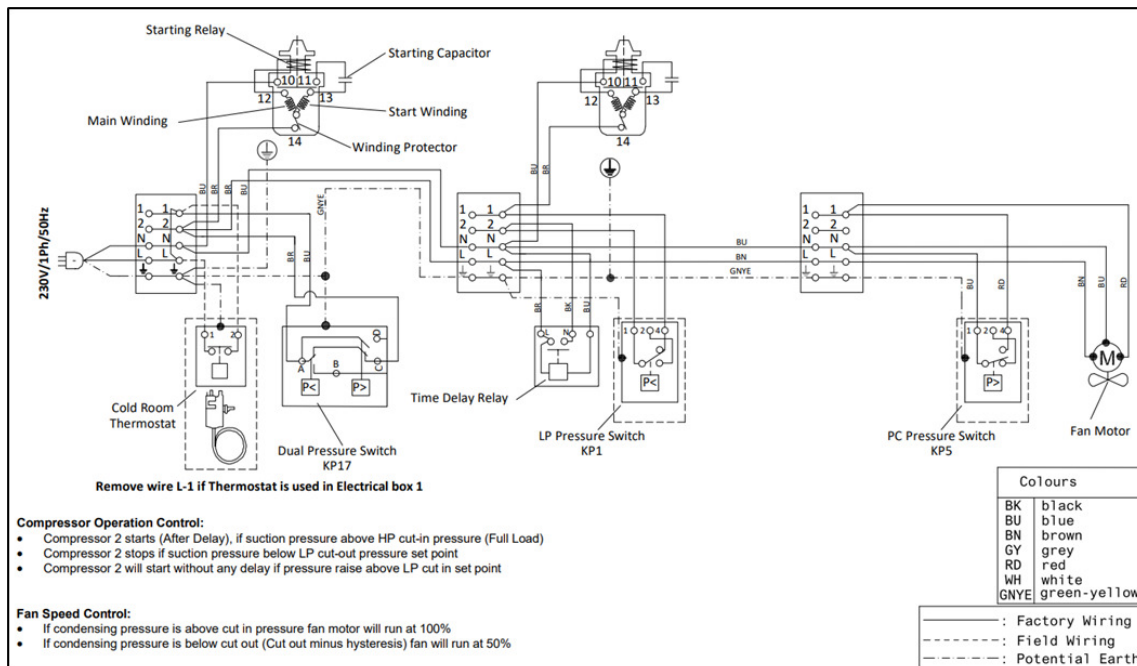 Starting Relay
Starting Capacitor
10 11
12
13
Main Winding
Start Winding
14
Winding Protector
10 11
12
13
14
BU
BR
BR
BU
GNYE
BU
BR
230V/1Ph/50Hz
1 1
2 2
N N
L L
1 1
2 2
N N
L L
1 1
2 2
N N
L L
BR
BU
BU
BN
GNYE
BR
BK
BU
BU
RD
BN
BU
RD
1 2
Cold Room
Thermostat
A
B
C
D
P<
P>
Dual Pressure Switch
KP17
L N
Time Delay Relay
1 2 4
P<
LP Pressure Switch
KP1
1 2 4
P>
PC Pressure Switch
KP5
M
Fan Motor
Remove wire L-1 if Thermostat is used in Electrical box 1
Compressor Operation Control:
• Compressor 2 starts (After Delay), if suction pressure above HP cut-in pressure (Full Load)
• Compressor 2 stops if suction pressure below LP cut-out pressure set point
• Compressor 2 will start without any delay if pressure raise above LP cut in set point
Fan Speed Control:
• If condensing pressure is above cut in pressure fan motor will run at 100%
• If condensing pressure is below cut out (Cut out minus hysteresis) fan will run at 50%
Colours
BK black
BU blue
BN brown
GY grey
RD red
WH white
GNYE green-yellow
: Factory Wiring
: Field Wiring
: Potential Earth